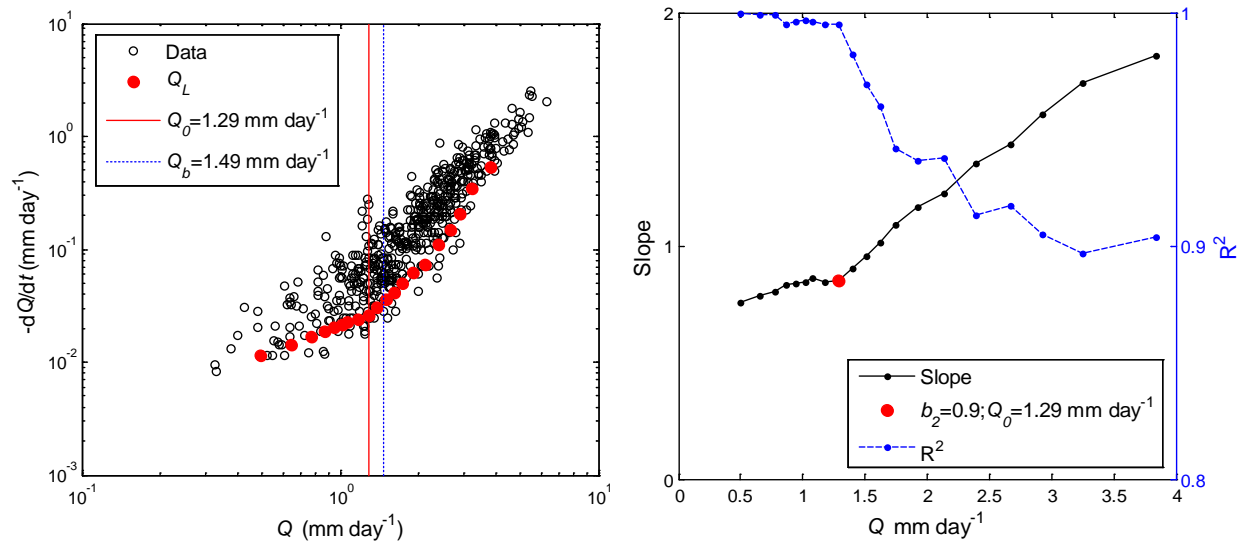 10^1
10^0
10^-1
10^-2
10^-3
-dQ/dt (mm day^-1)
Data
Q_L
Q_0=1.29 mm day^-1
Q_b=1.49 mm day^-1
10^-1
10^0
10^1
Q (mm day^-1)
2
1
0
Slope
1
0.9
0.8
R^2
Slope
b_2=0.9;Q_0=1.29 mm day^-1
R^2
0
0.5
1
1.5
2
2.5
3
3.5
4
Q mm day^-1